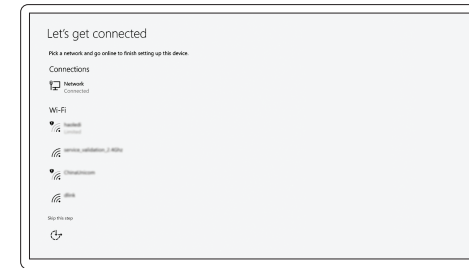 Let's get connected
Pick a network and go online to finish setting up this device.
Connections
Network
Connected
Wi-Fi
service_validation_2.4Ghz
ChinaUnicom
dlink
Skip this step